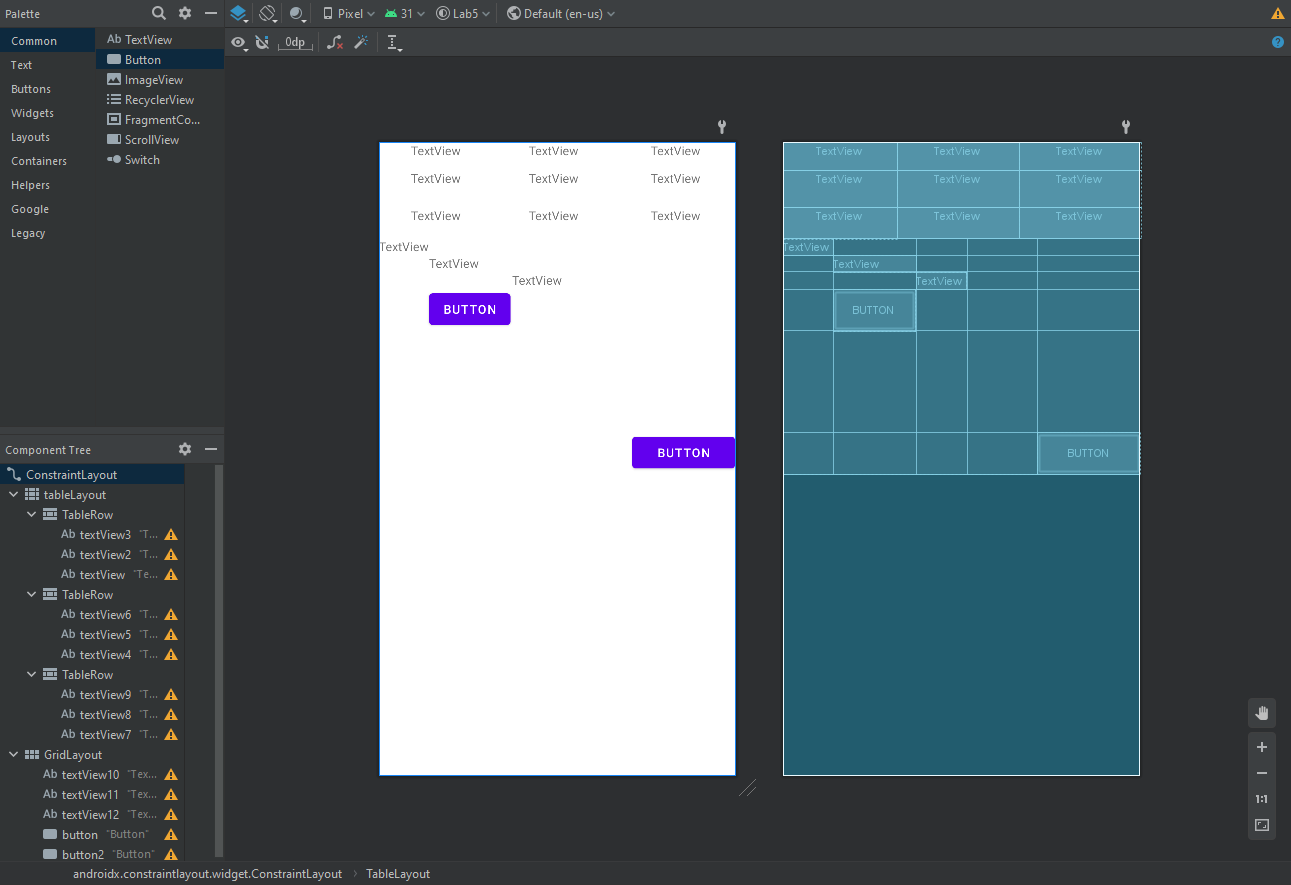 Palette
Pixel
31
Lab5
Default (en-us)
Common
Text
Buttons
Widgets
Layouts
Containers
Helpers
Google
Legacy
Ab TextView
Button
ImageView
RecyclerView
FragmentCo...
ScrollView
Switch
0dp
TextView TextView TextView
TextView TextView TextView
TextView TextView TextView
TextView
TextView
TextView
BUTTON
BUTTON
TextView TextView TextView
TextView TextView TextView
TextView TextView TextView
TextView
TextView
TextView
BUTTON
BUTTON
Component Tree
ConstraintLayout
tableLayout
TableRow
Ab textView3 "T...
Ab textView2 "T...
Ab textView "Te...
TableRow
Ab textView6 "T...
Ab textView5 "T...
Ab textView4 "T...
TableRow
Ab textView9 "T...
Ab textView8 "T...
Ab textView7 "T...
GridLayout
Ab textView10 "Tex...
Ab textView11 "Tex...
Ab textView12 "Tex...
button "Button"
button2 "Button"
1:1
androidx.constraintlayout.widget.ConstraintLayout › TableLayout